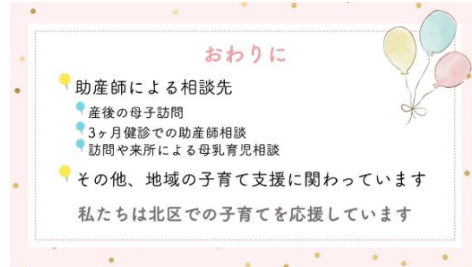 おわりに
助産師による相談先
産後の母子訪問
3ヶ月健診での助産師相談
訪問や来所による母乳育児相談
その他、地域の子育て支援に関わっています
私たちは北区での子育てを応援しています